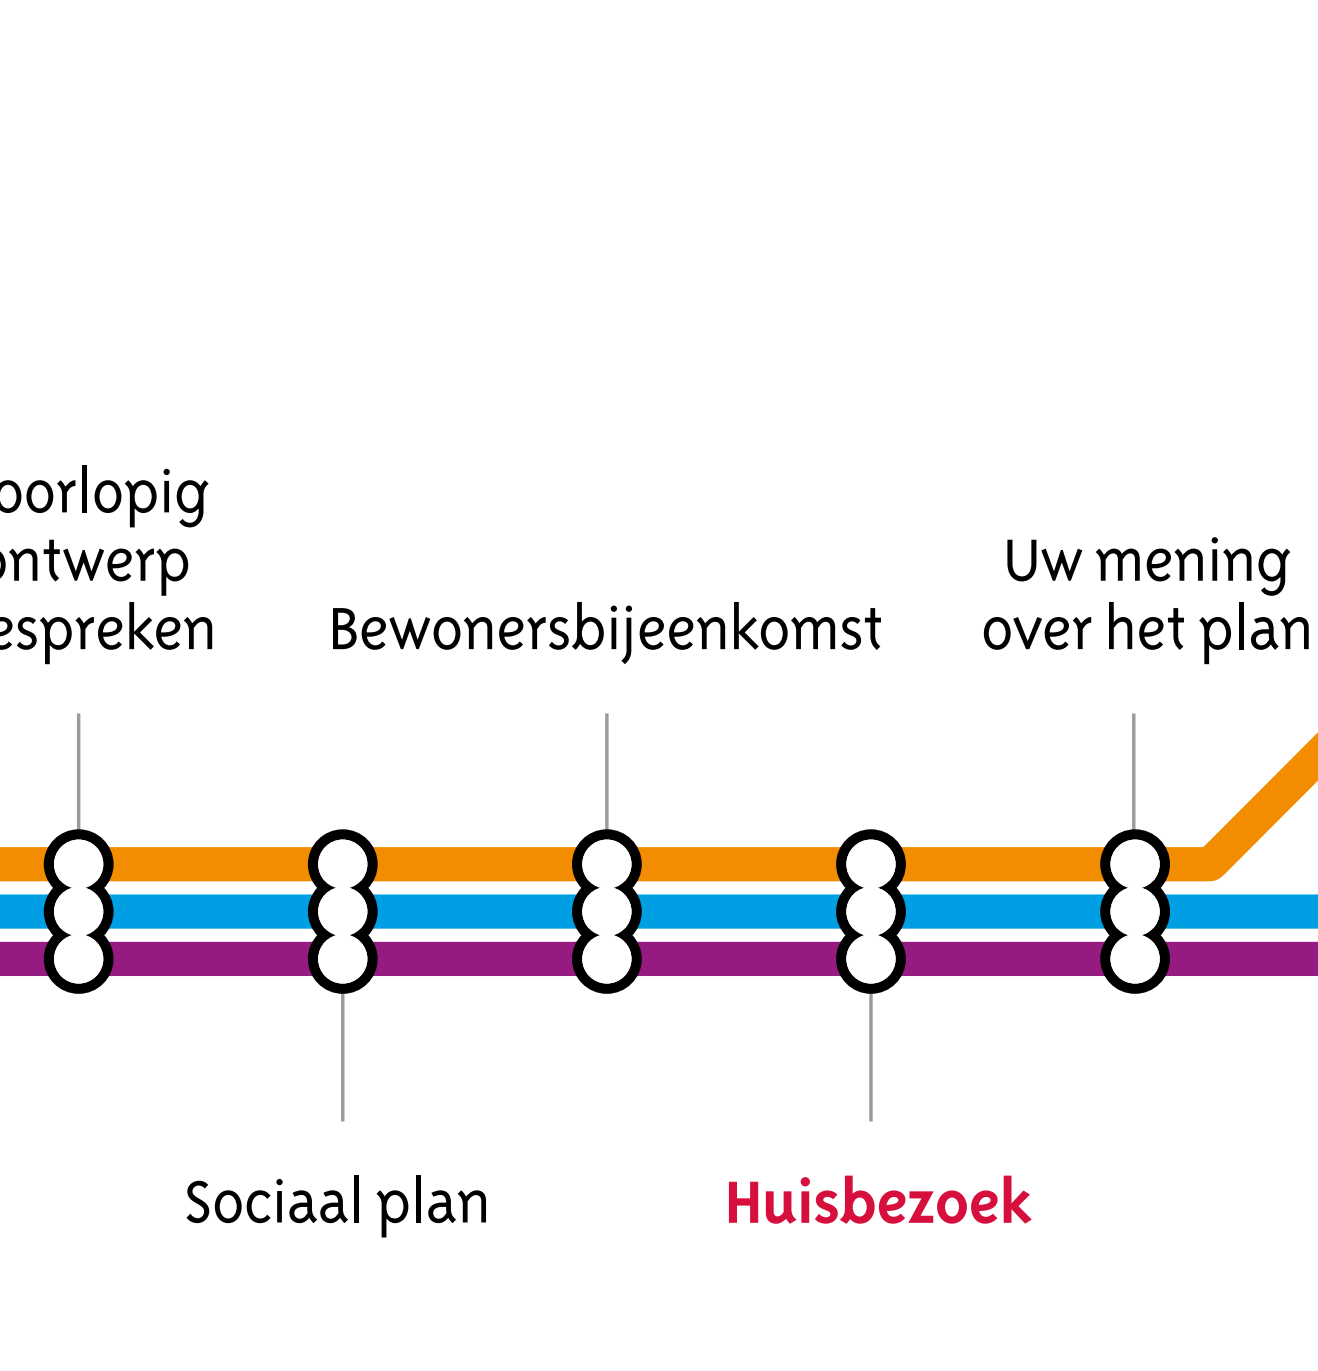 oorlopig
ontwerp
espreken
Sociaal plan
Bewonersbijeenkomst
Huisbezoek
Uw mening
over het plan